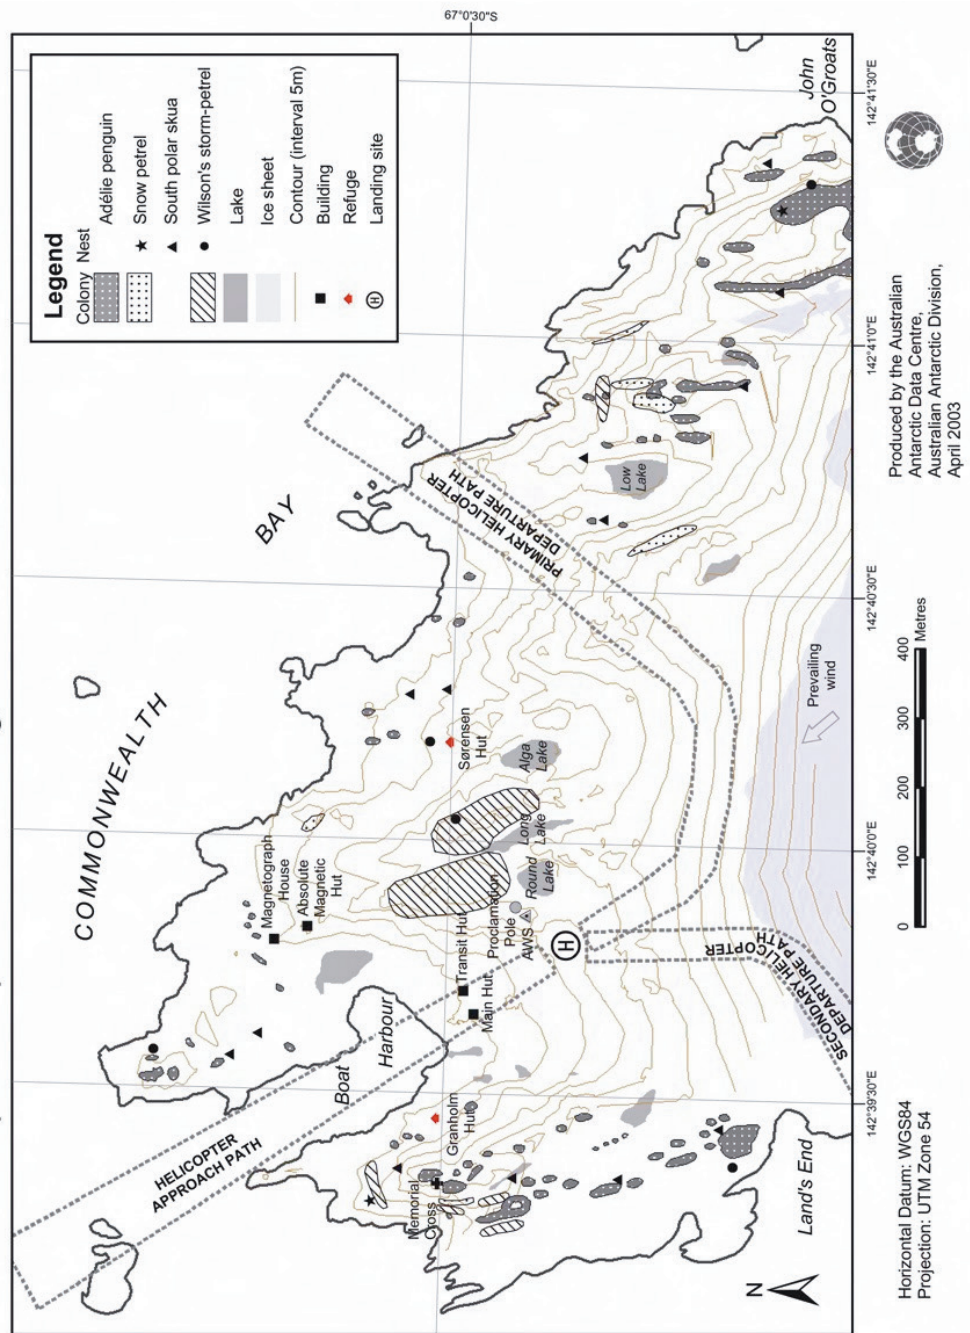 67°0'30"S
Legend
Colony Nest
Adélie penguin
Snow petrel
South polar skua
Wilson's storm-petrel
Lake
Ice sheet
Contour (interval 5m)
Building
Refuge
H
Landing site
COMMONWEALTH
BAY
HELICOPTER
APPROACH PATH
Boat
Harbour
Magnetograph
House
Absolute
Magnetic
Hut
Memorial
Cross
Granholm
Hut
Main Hut
Transit Hut
Proclamation
Pole
AWS
H
Round
Lake
Long
Lake
Alga
Lake
Sørensen
Hut
PRIMARY HELICOPTER
DEPARTURE PATH
Low
Lake
John
O'Groats
SECONDARY HELICOPTER
DEPARTURE PATH
Prevailing
wind
Land's End
N
142°39'30"E
142°40'0"E
142°40'30"E
142°41'0"E
142°41'30"E
Horizontal Datum: WGS84
Projection: UTM Zone 54
0 100 200 300 400
Metres
Produced by the Australian
Antarctic Data Centre,
Australian Antarctic Division,
April 2003